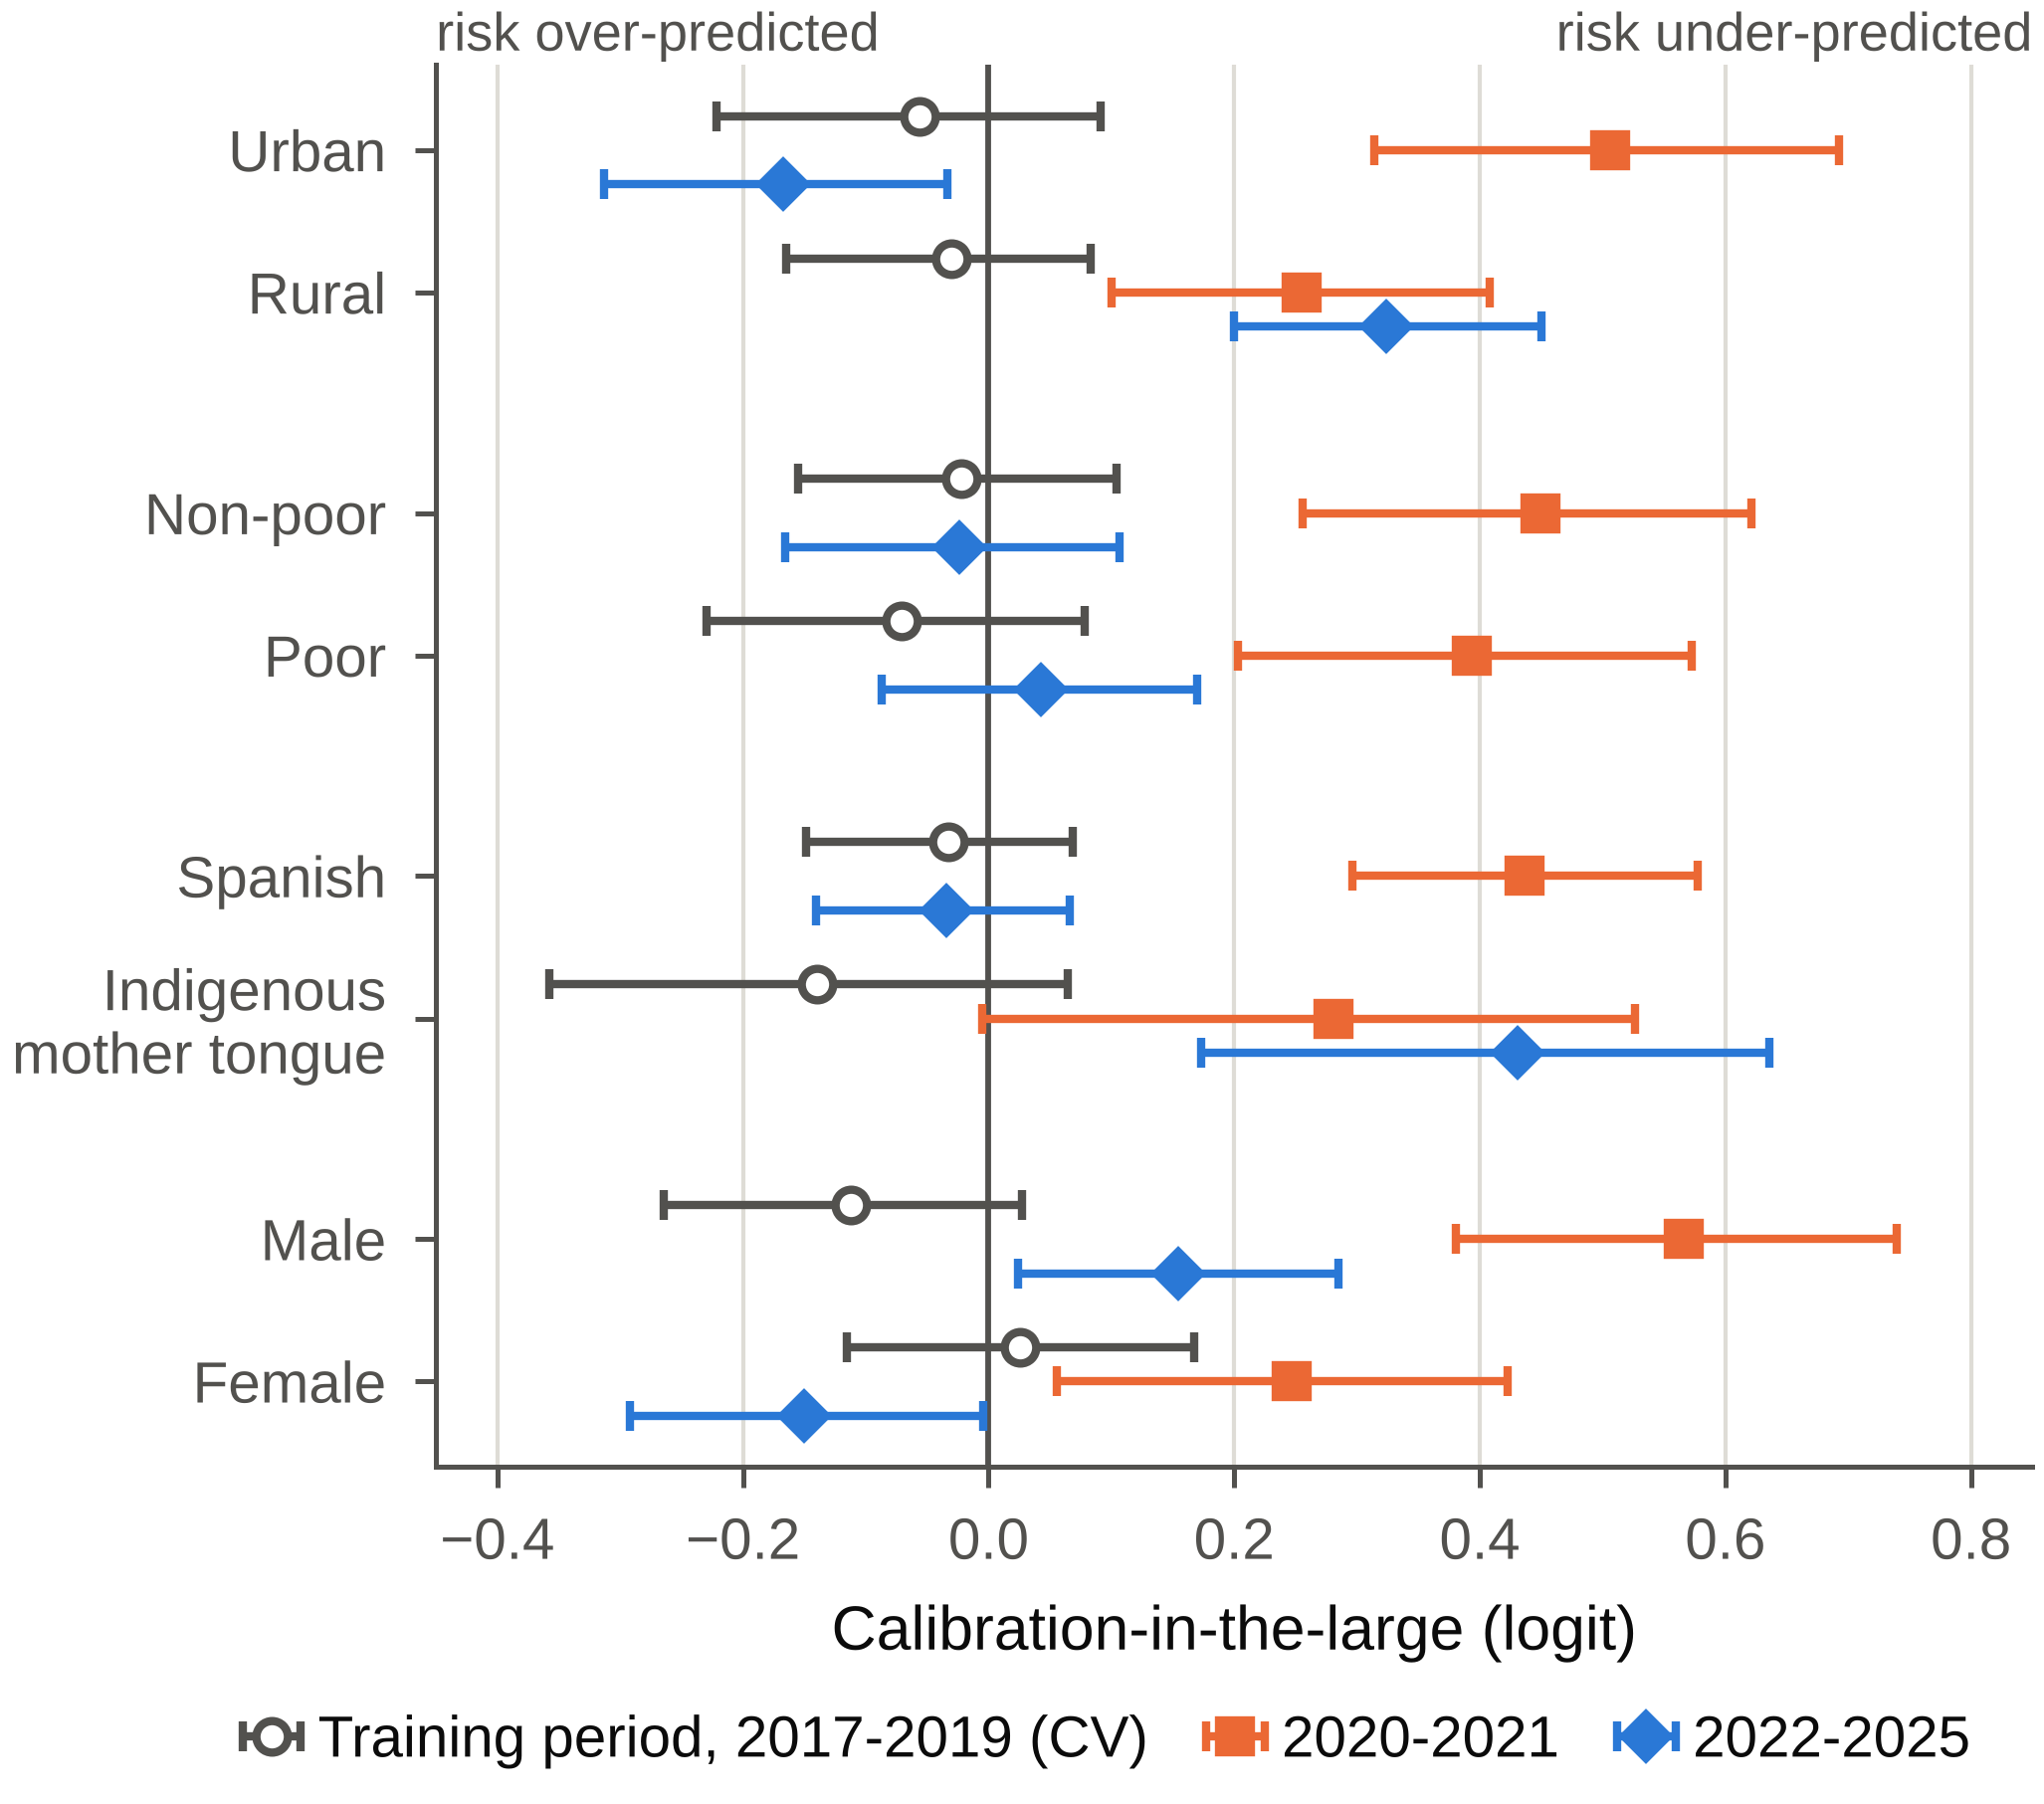 risk over-predicted
risk under-predicted
Urban
Rural
Non-poor
Poor
Spanish
Indigenous
mother tongue
Male
Female
−0.4 −0.2 0.0 0.2 0.4 0.6 0.8
Calibration-in-the-large (logit)
Training period, 2017-2019 (CV) 2020-2021 2022-2025